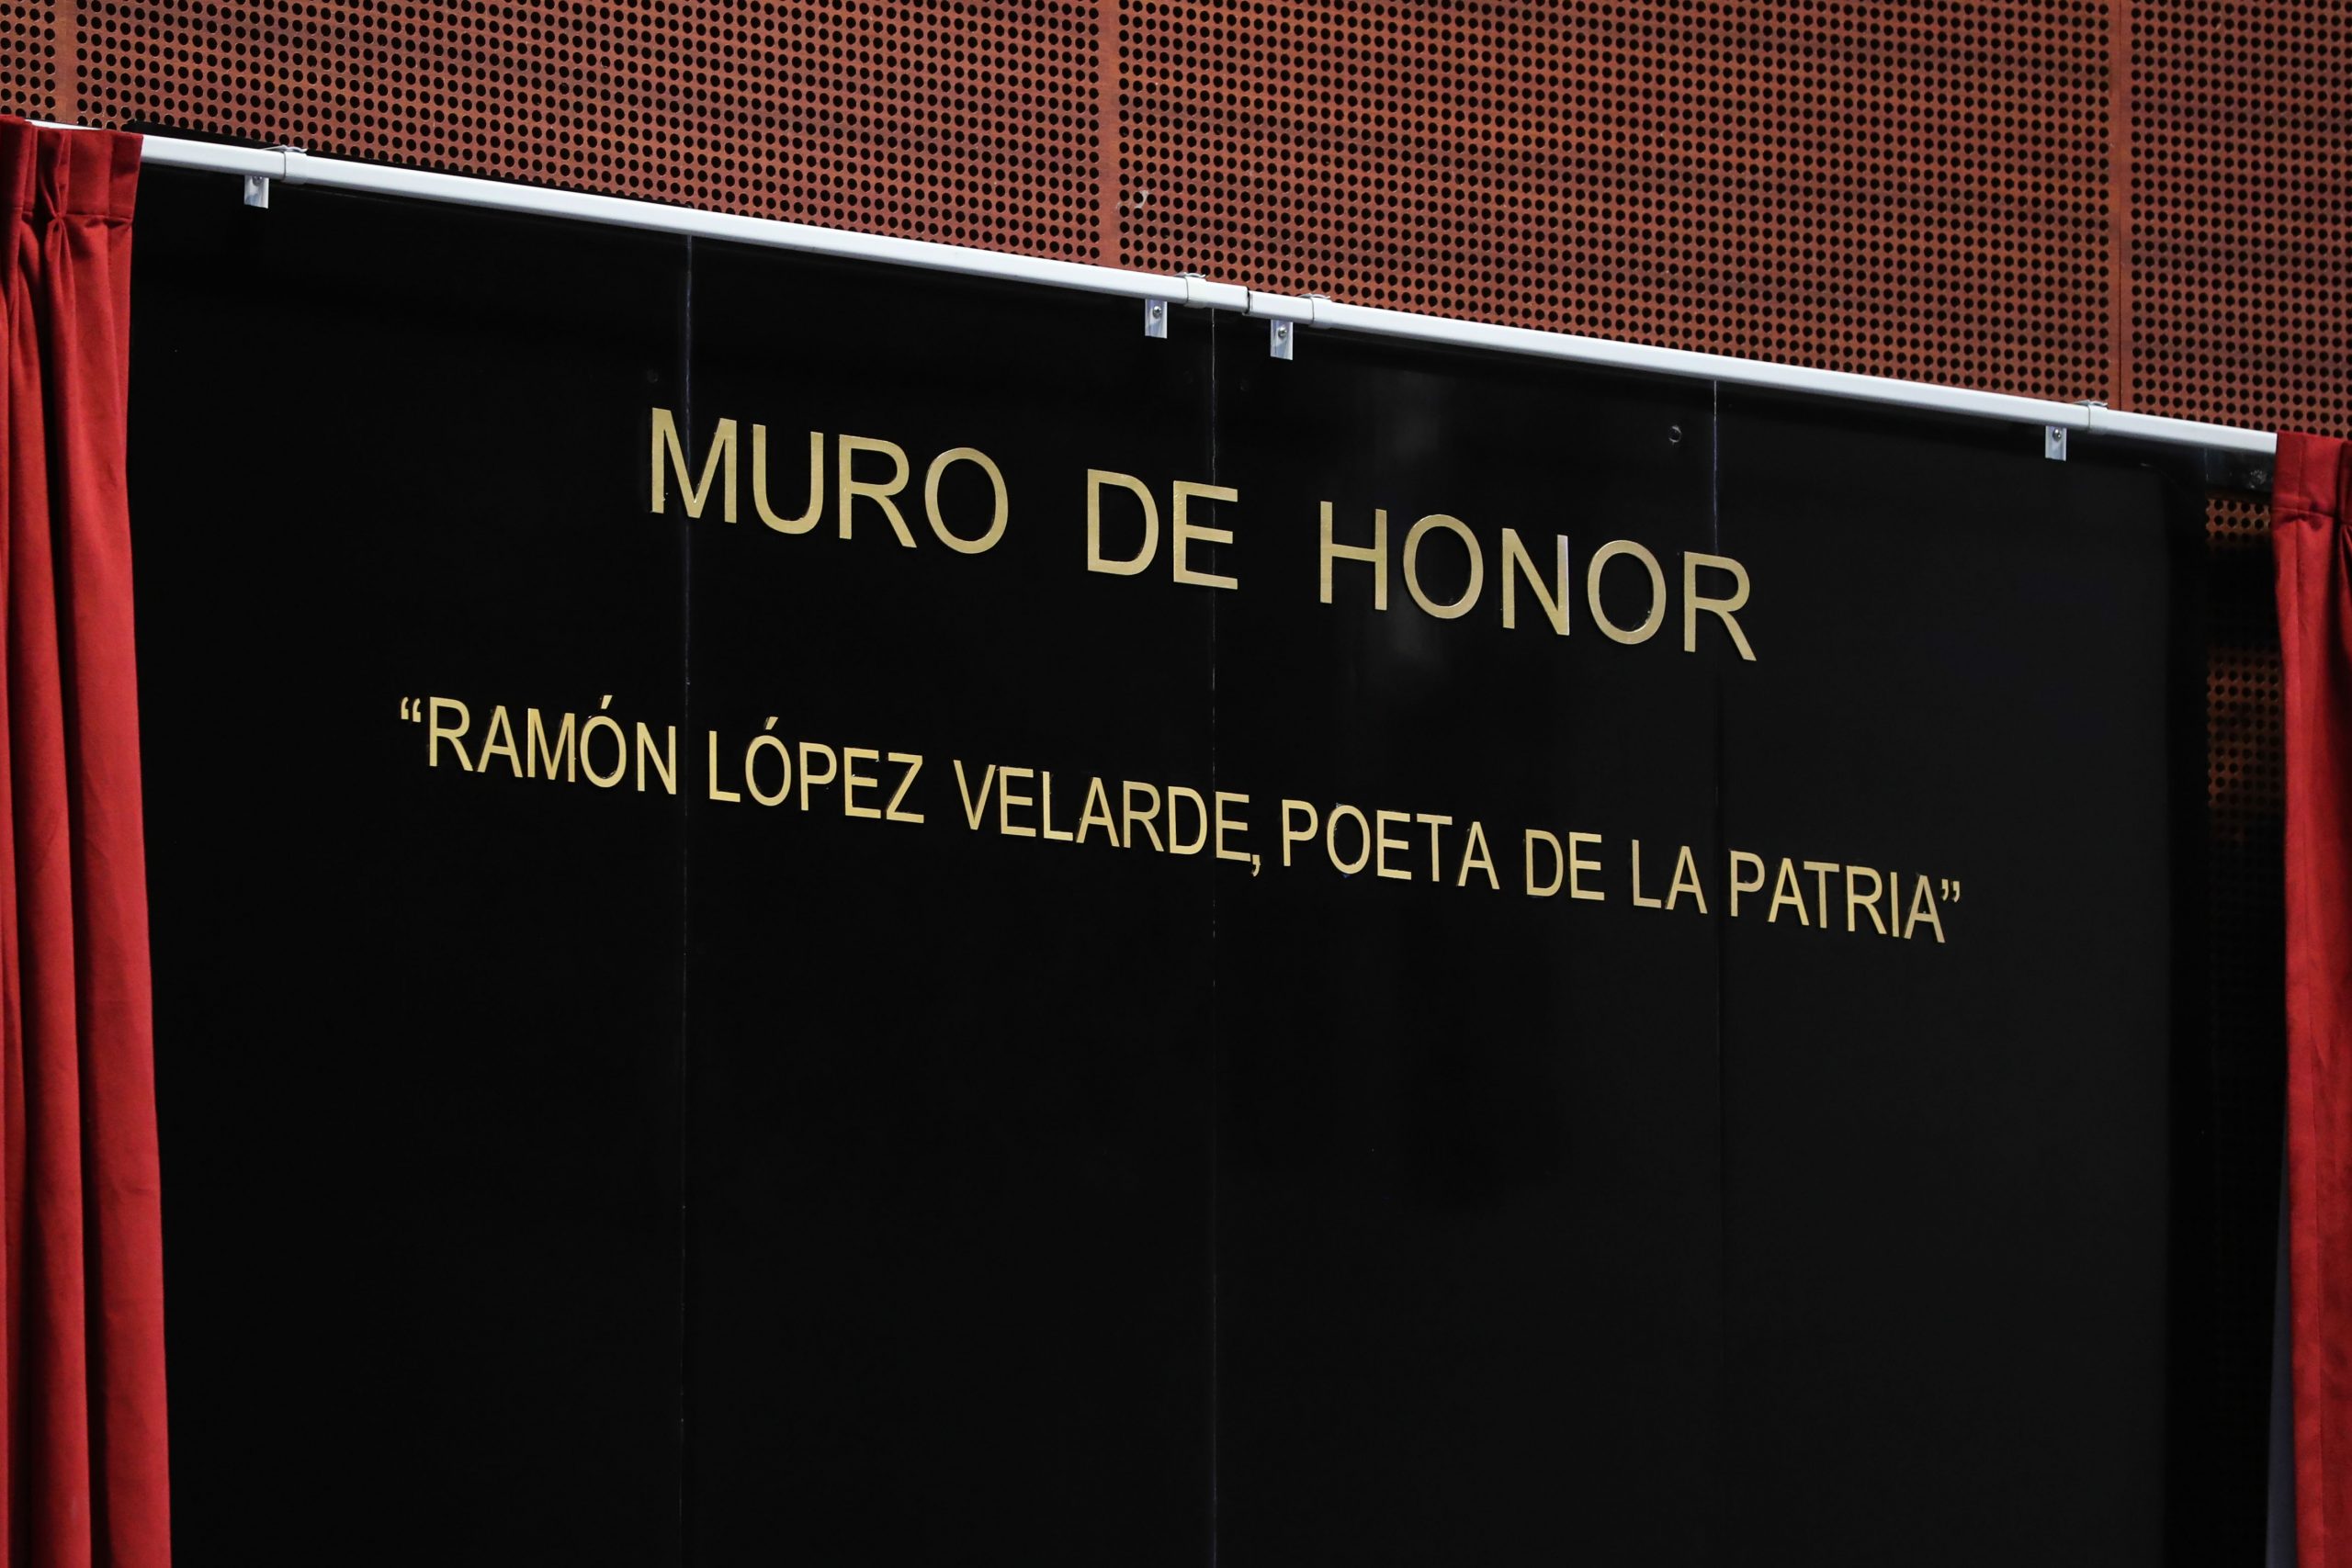 MURO DE HONOR
“RAMÓN LÓPEZ VELARDE, POETA DE LA PATRIA”